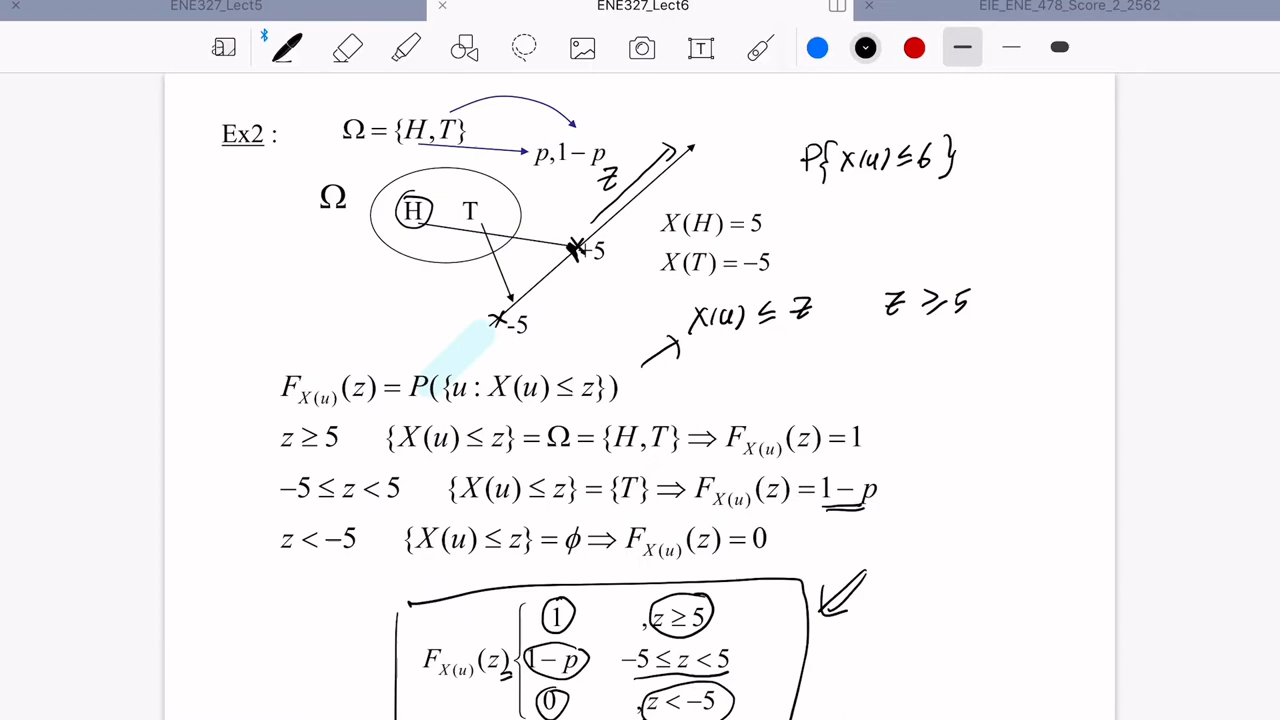 ENE327_Lect5
ENE327_Lect6
EIE_ENE_478_Score_2_2562
T
Ex2 : Ω = {H, T}
p, 1 − p
P{X(u) ≤ 6}
z
Ω H T
+5
X(H) = 5
X(T) = −5
-5
X(u) ≤ z z ≥ 5
F_{X(u)}(z) = P({u : X(u) ≤ z})
z ≥ 5 {X(u) ≤ z} = Ω = {H, T} ⇒ F_{X(u)}(z) = 1
−5 ≤ z < 5 {X(u) ≤ z} = {T} ⇒ F_{X(u)}(z) = 1 − p
z < −5 {X(u) ≤ z} = ϕ ⇒ F_{X(u)}(z) = 0
1 , z ≥ 5
F_{X(u)}(z) { 1 − p −5 ≤ z < 5
0 , z < −5